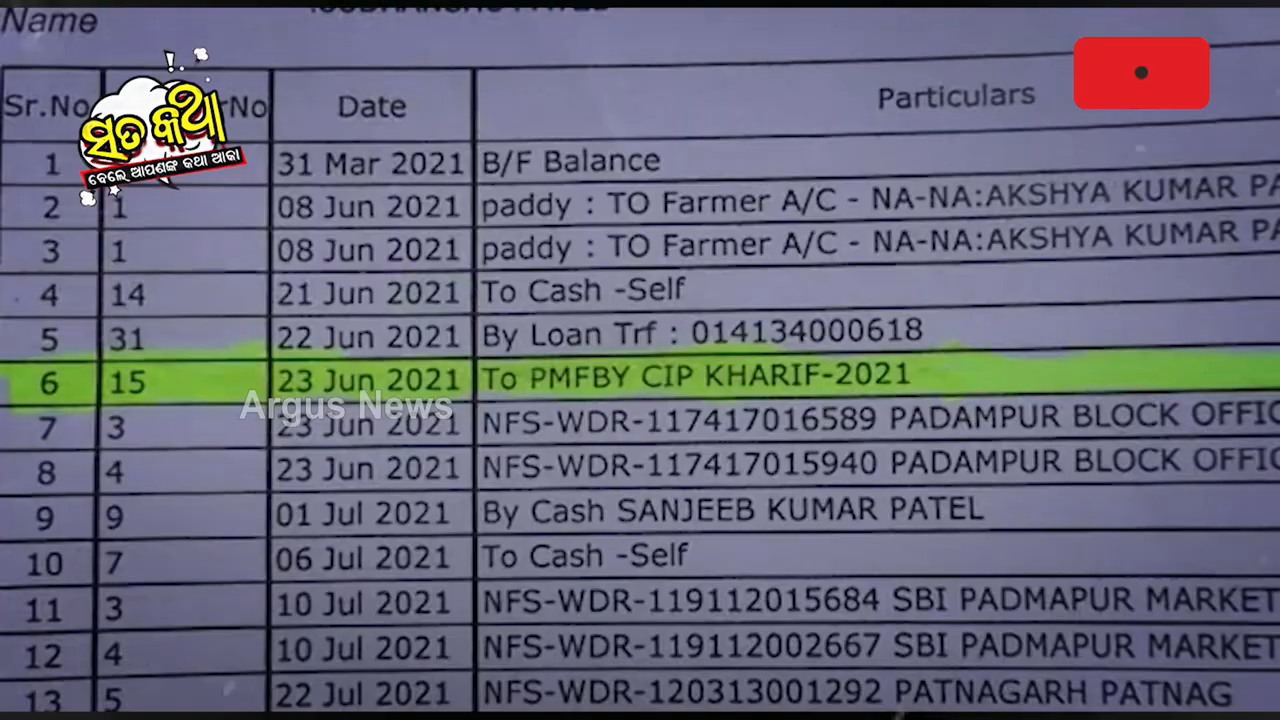 Name
Sr.No rNo Date Particulars
ସତ କଥା
ବେଲେ ଆପଣଙ୍କ କଥା ଆକା
1 31 Mar 2021 B/F Balance
2 1 08 Jun 2021 paddy : TO Farmer A/C - NA-NA:AKSHYA KUMAR PA
3 1 08 Jun 2021 paddy : TO Farmer A/C - NA-NA:AKSHYA KUMAR PA
4 14 21 Jun 2021 To Cash -Self
5 31 22 Jun 2021 By Loan Trf : 014134000618
6 15 23 Jun 2021 To PMFBY CIP KHARIF-2021
Argus News
7 3 23 Jun 2021 NFS-WDR-117417016589 PADAMPUR BLOCK OFFIC
8 4 23 Jun 2021 NFS-WDR-117417015940 PADAMPUR BLOCK OFFIC
9 9 01 Jul 2021 By Cash SANJEEB KUMAR PATEL
10 7 06 Jul 2021 To Cash -Self
11 3 10 Jul 2021 NFS-WDR-119112015684 SBI PADMAPUR MARKET
12 4 10 Jul 2021 NFS-WDR-119112002667 SBI PADMAPUR MARKET
13 5 22 Jul 2021 NFS-WDR-120313001292 PATNAGARH PATNAG